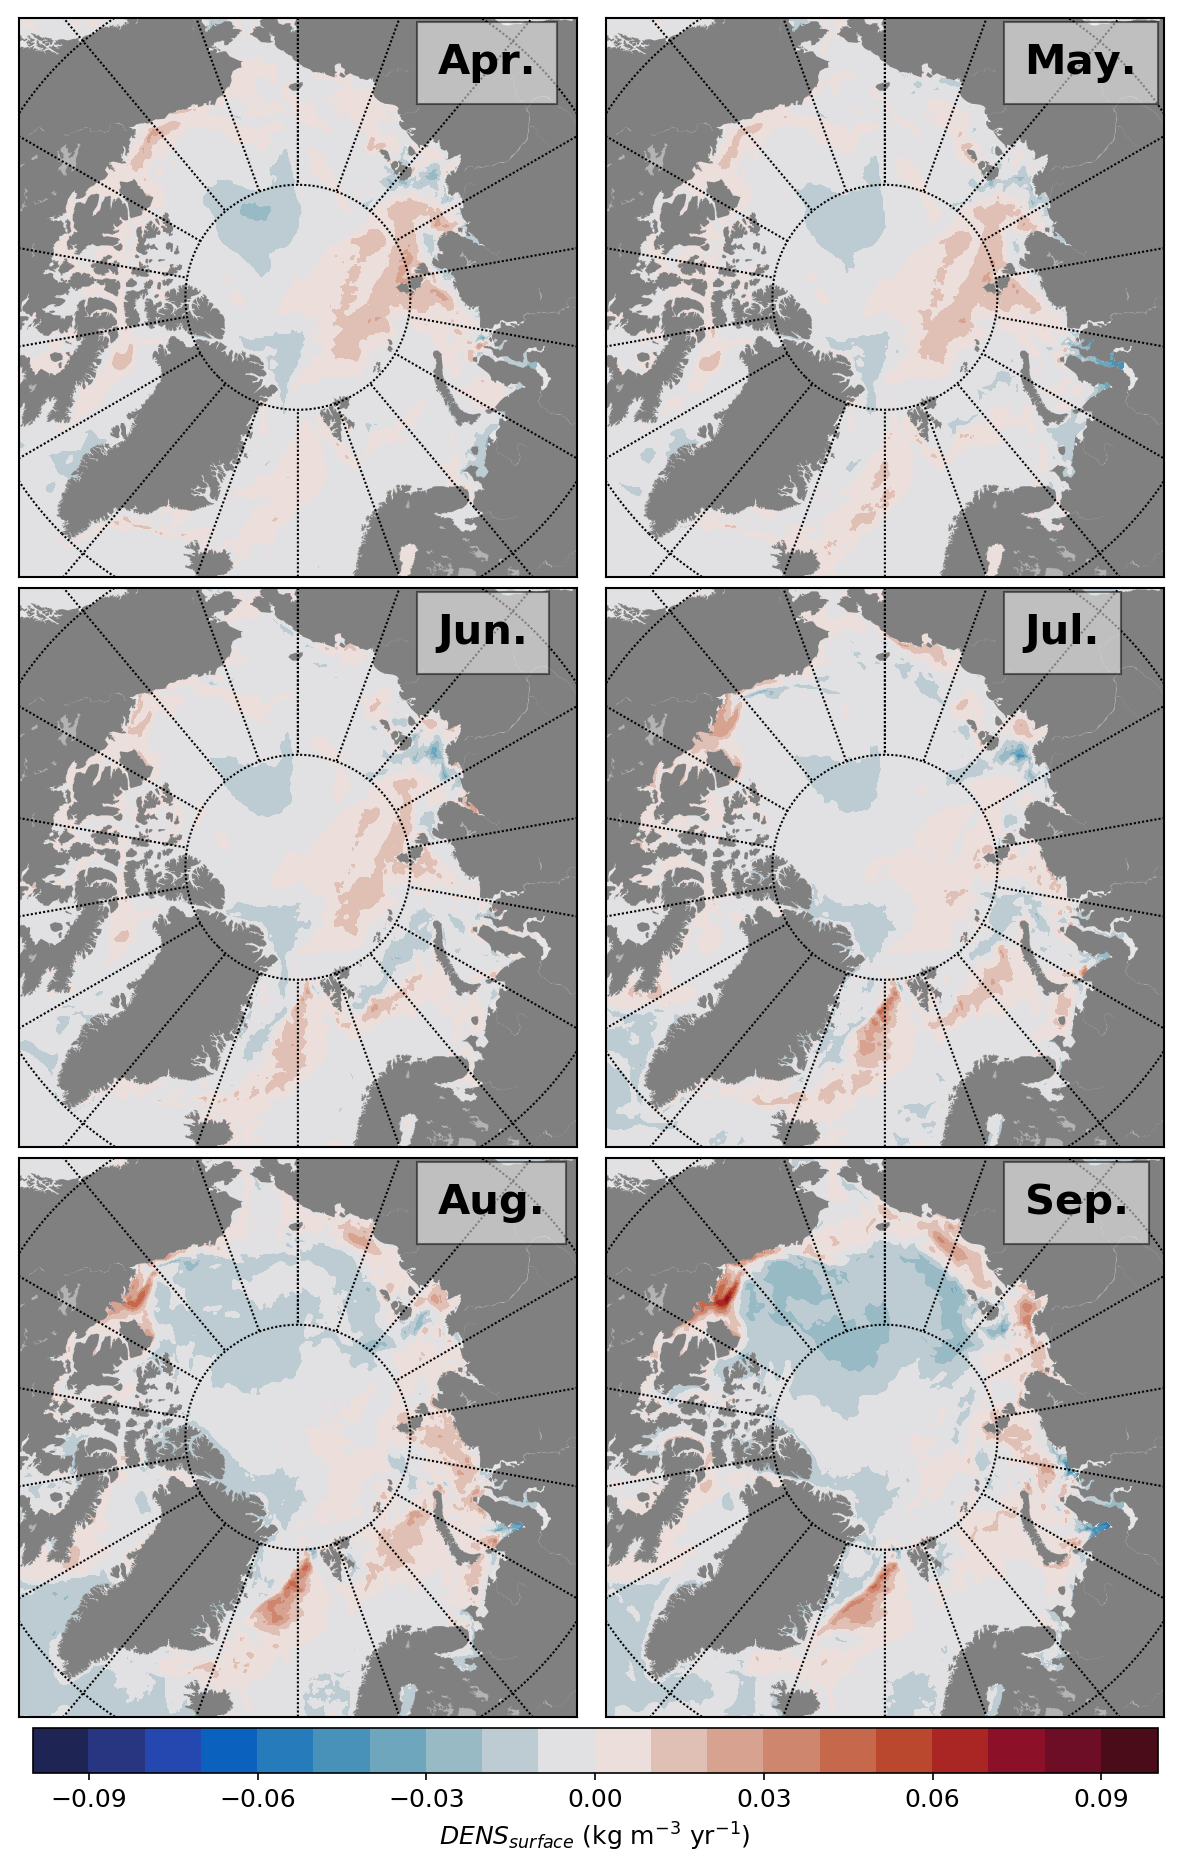 Apr.
May.
Jun.
Jul.
Aug.
Sep.
−0.09 −0.06 −0.03 0.00 0.03 0.06 0.09
DENS_surface (kg m⁻³ yr⁻¹)